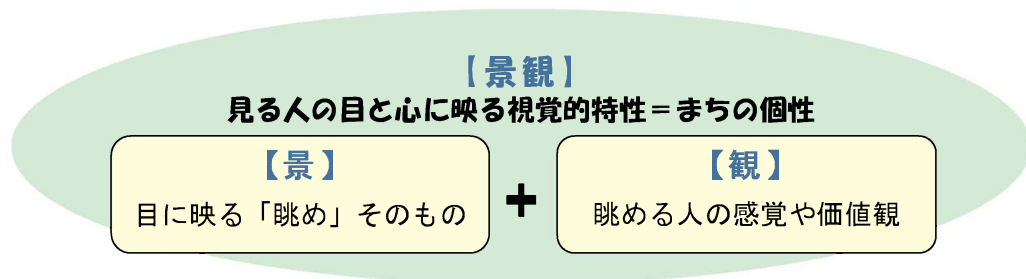 【景観】
見る人の目と心に映る視覚的特性＝まちの個性
【景】
目に映る「眺め」そのもの
+
【観】
眺める人の感覚や価値観